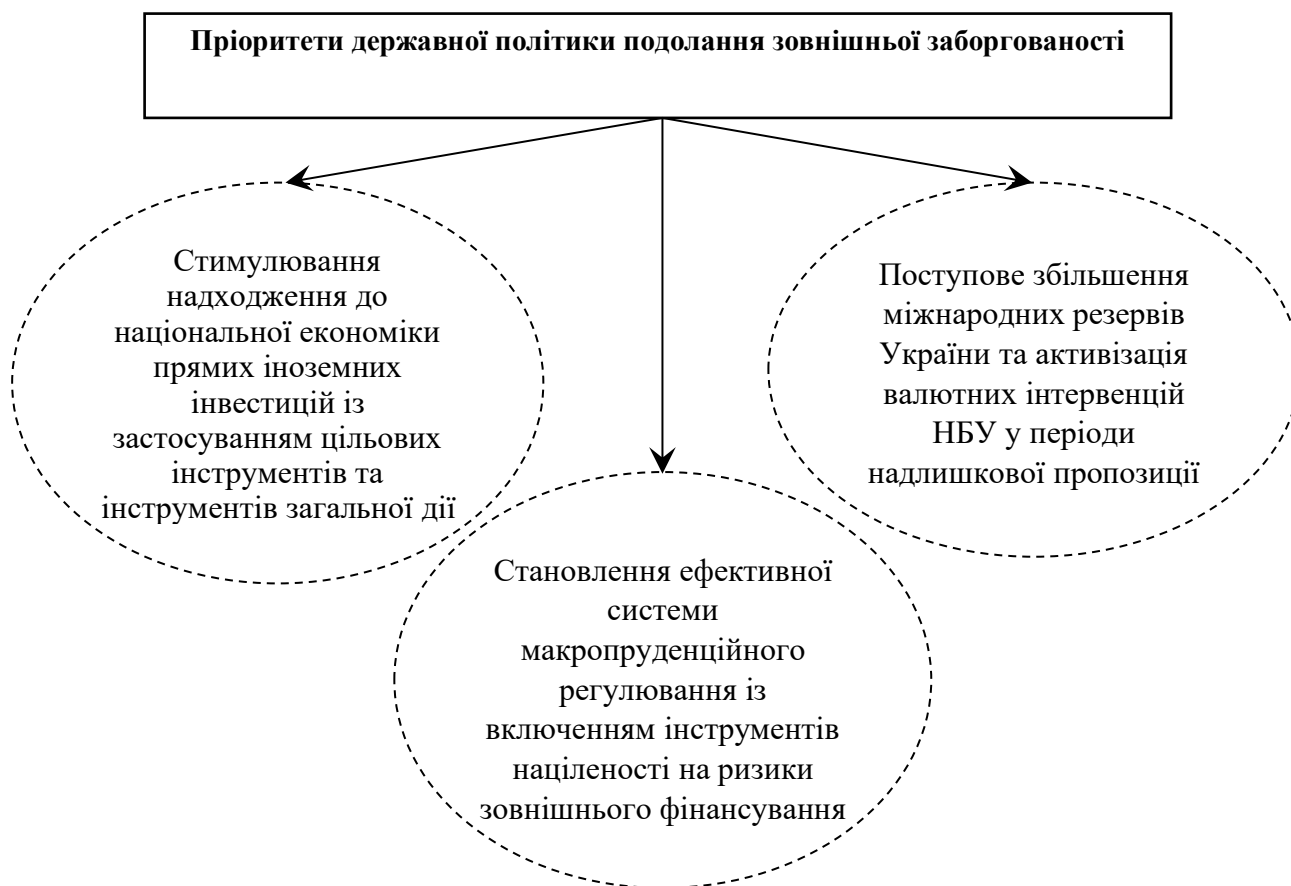 Пріоритети державної політики подолання зовнішньої заборгованості
Стимулювання
надходження до
національної економіки
прямих іноземних
інвестицій із
застосуванням цільових
інструментів та
інструментів загальної дії
Поступове збільшення
міжнародних резервів
України та активізація
валютних інтервенцій
НБУ у періоди
надлишкової пропозиції
Становлення ефективної
системи
макропруденційного
регулювання із
включенням інструментів
націленості на ризики
зовнішнього фінансування